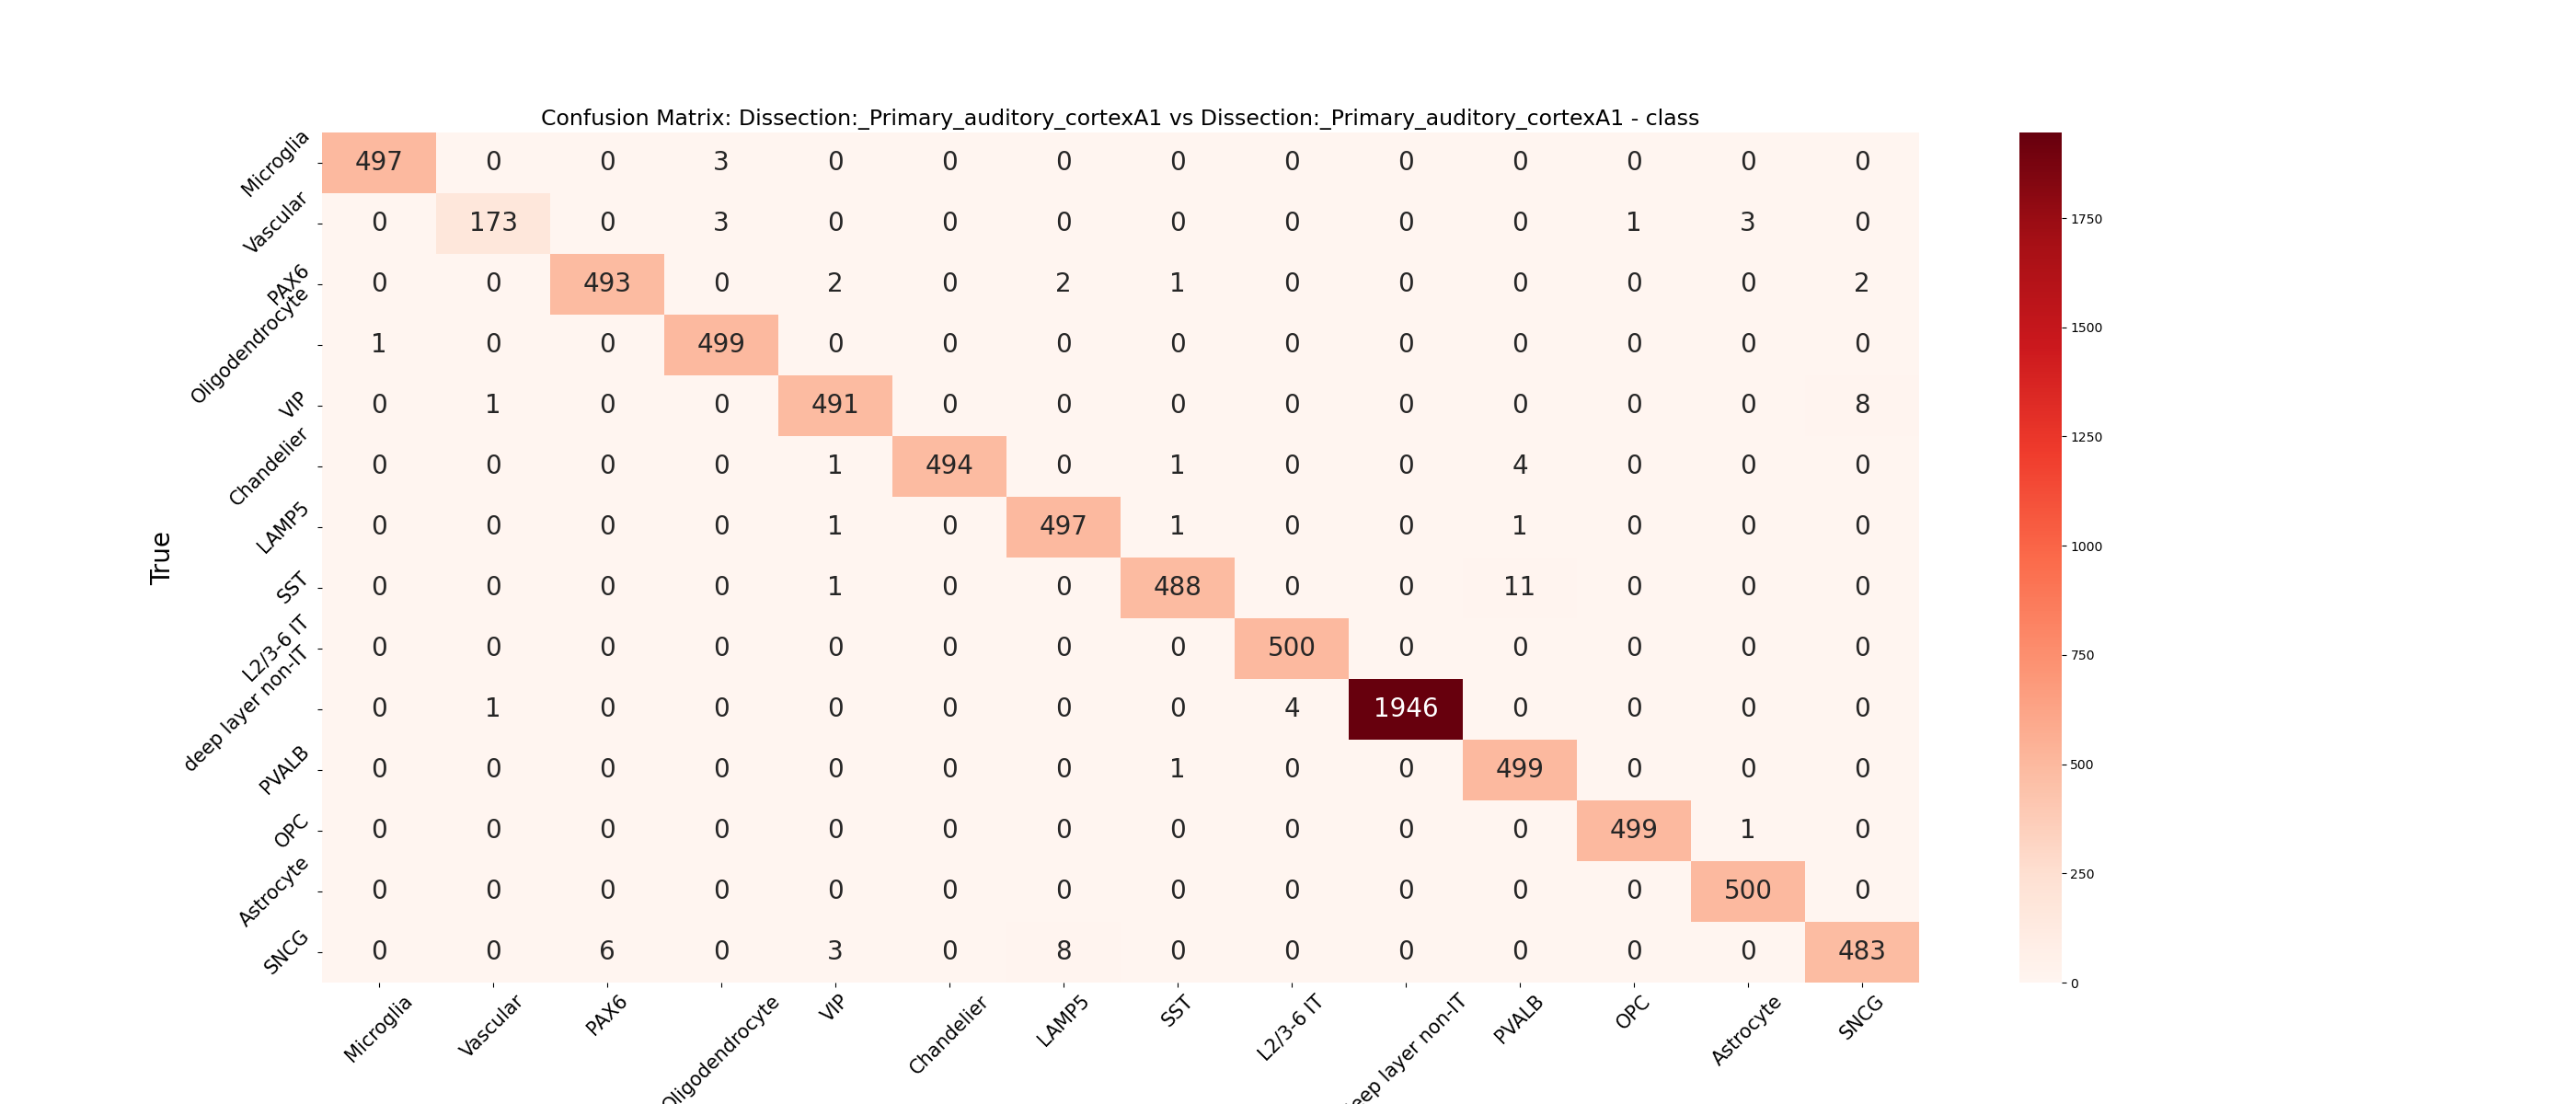 Confusion Matrix: Dissection:_Primary_auditory_cortexA1 vs Dissection:_Primary_auditory_cortexA1 - class
True
Microglia 497 0 0 3 0 0 0 0 0 0 0 0 0 0
Vascular 0 173 0 3 0 0 0 0 0 0 0 1 3 0
PAX6 0 0 493 0 2 0 2 1 0 0 0 0 0 2
Oligodendrocyte 1 0 0 499 0 0 0 0 0 0 0 0 0 0
VIP 0 1 0 0 491 0 0 0 0 0 0 0 0 8
Chandelier 0 0 0 0 1 494 0 1 0 0 4 0 0 0
LAMP5 0 0 0 0 1 0 497 1 0 0 1 0 0 0
SST 0 0 0 0 1 0 0 488 0 0 11 0 0 0
L2/3-6 IT 0 0 0 0 0 0 0 0 500 0 0 0 0 0
deep layer non-IT 0 1 0 0 0 0 0 0 4 1946 0 0 0 0
PVALB 0 0 0 0 0 0 0 1 0 0 499 0 0 0
OPC 0 0 0 0 0 0 0 0 0 0 0 499 1 0
Astrocyte 0 0 0 0 0 0 0 0 0 0 0 0 500 0
SNCG 0 0 6 0 3 0 8 0 0 0 0 0 0 483
Microglia Vascular PAX6 Oligodendrocyte VIP Chandelier LAMP5 SST L2/3-6 IT eep layer non-IT PVALB OPC Astrocyte SNCG
1750
1500
1250
1000
750
500
250
0